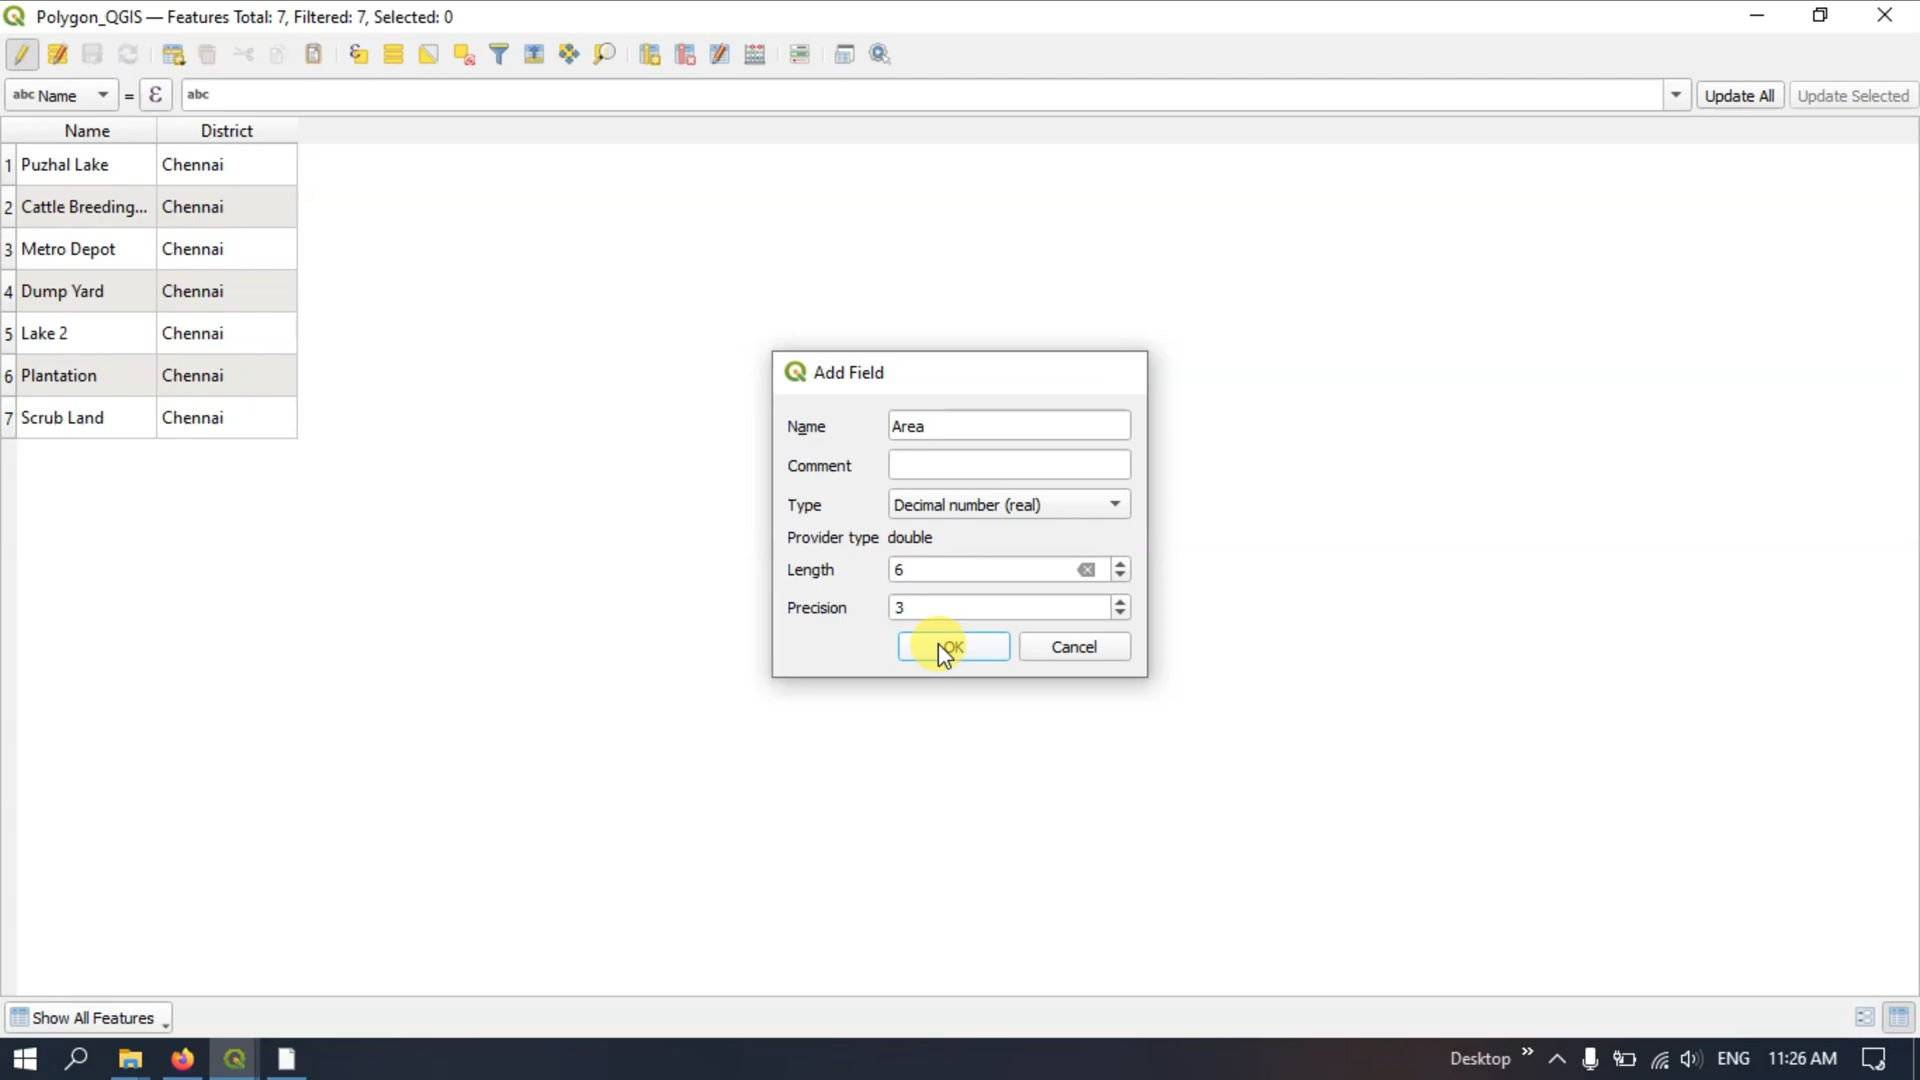 Polygon_QGIS — Features Total: 7, Filtered: 7, Selected: 0
abc Name = ε abc Update All Update Selected
Name District
1 Puzhal Lake Chennai
2 Cattle Breeding... Chennai
3 Metro Depot Chennai
4 Dump Yard Chennai
5 Lake 2 Chennai
6 Plantation Chennai
7 Scrub Land Chennai
Add Field
Name Area
Comment
Type Decimal number (real)
Provider type double
Length 6
Precision 3
OK Cancel
Show All Features
Desktop » ENG 11:26 AM